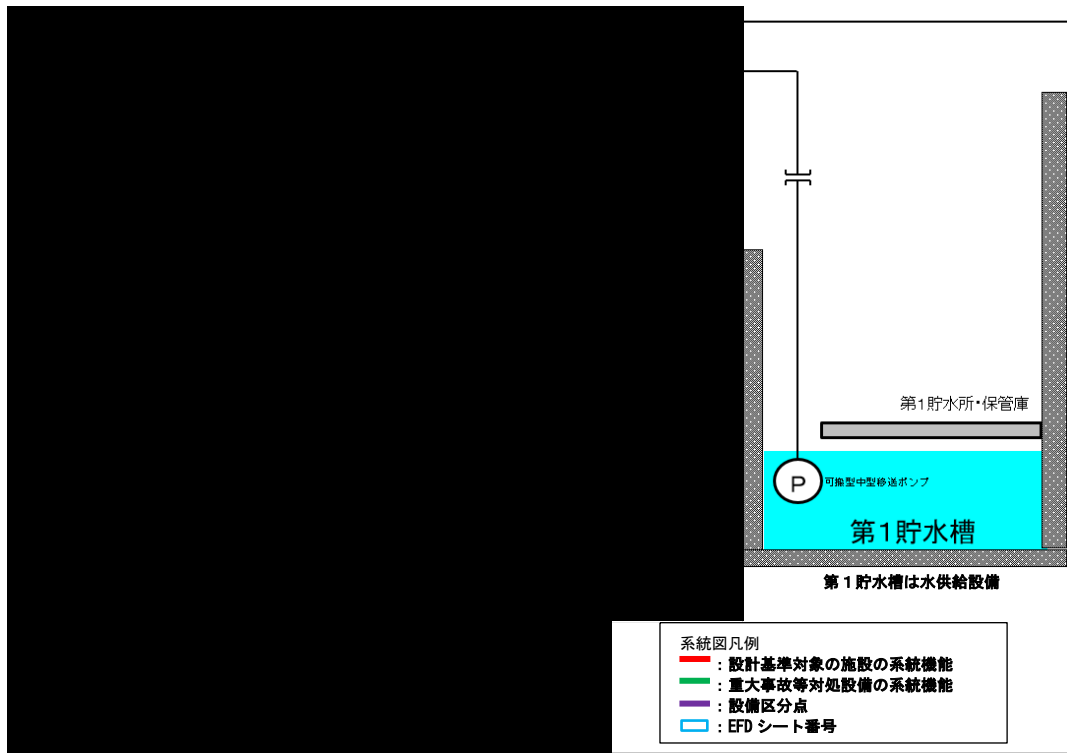 第1貯水所・保管庫
P
可搬型中型移送ポンプ
第1貯水槽
第1貯水槽は水供給設備
系統図凡例
：設計基準対象の施設の系統機能
：重大事故等対処設備の系統機能
：設備区分点
：EFD シート番号